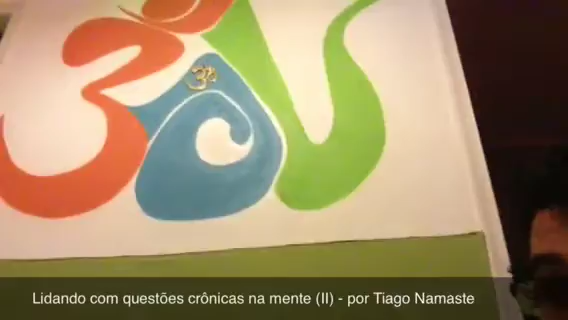 ॐ
Lidando com questões crônicas na mente (II) - por Tiago Namaste